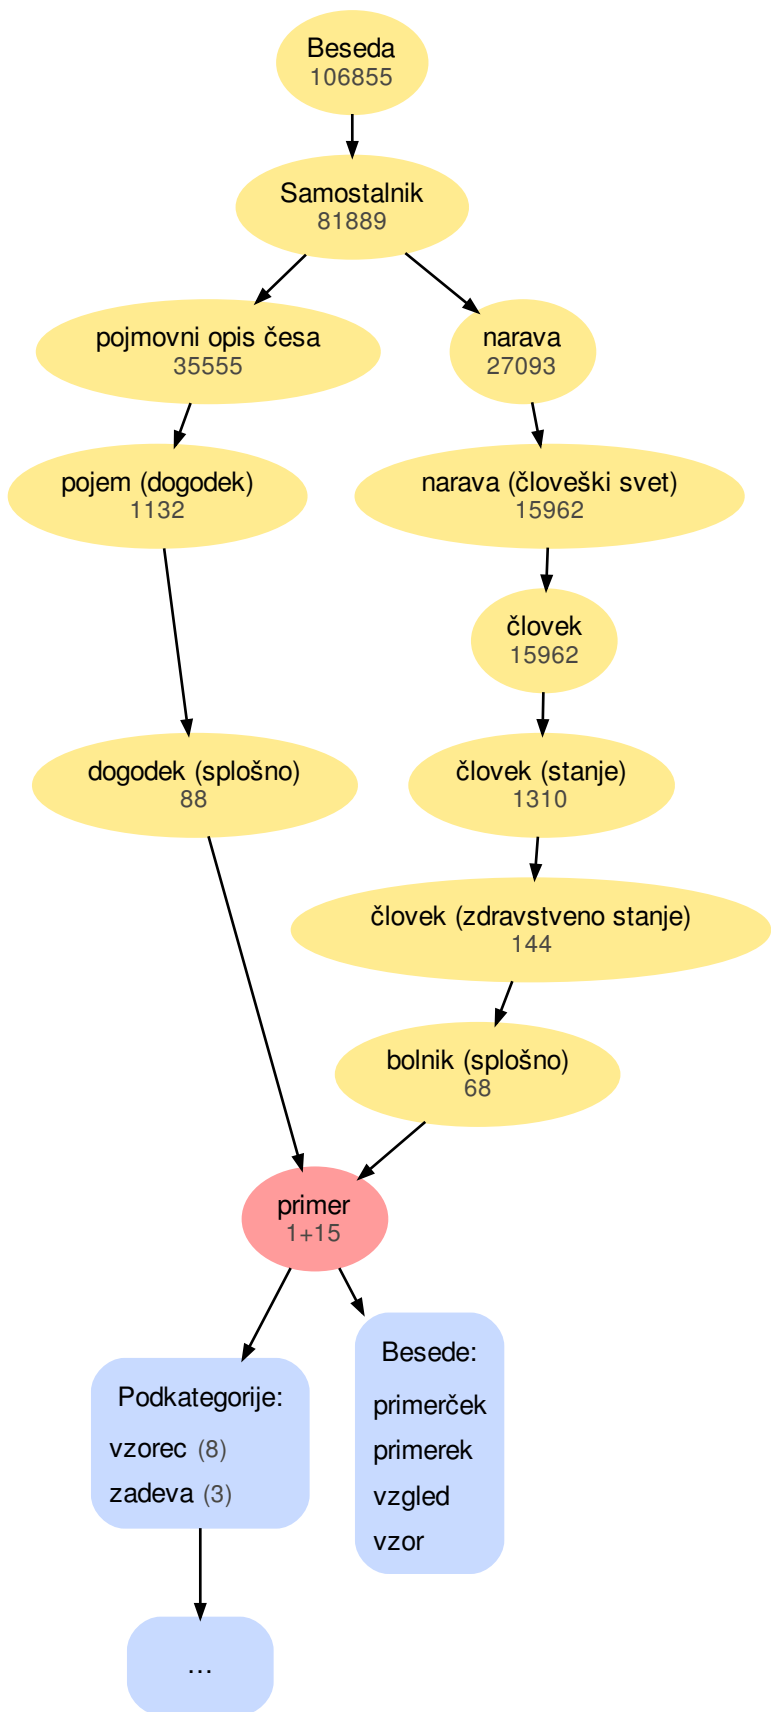 Beseda
106855
Samostalnik
81889
pojmovni opis česa
35555
narava
27093
pojem (dogodek)
1132
narava (človeški svet)
15962
človek
15962
dogodek (splošno)
88
človek (stanje)
1310
človek (zdravstveno stanje)
144
bolnik (splošno)
68
primer
1+15
Podkategorije:
vzorec (8)
zadeva (3)
Besede:
primerček
primerek
vzgled
vzor
...